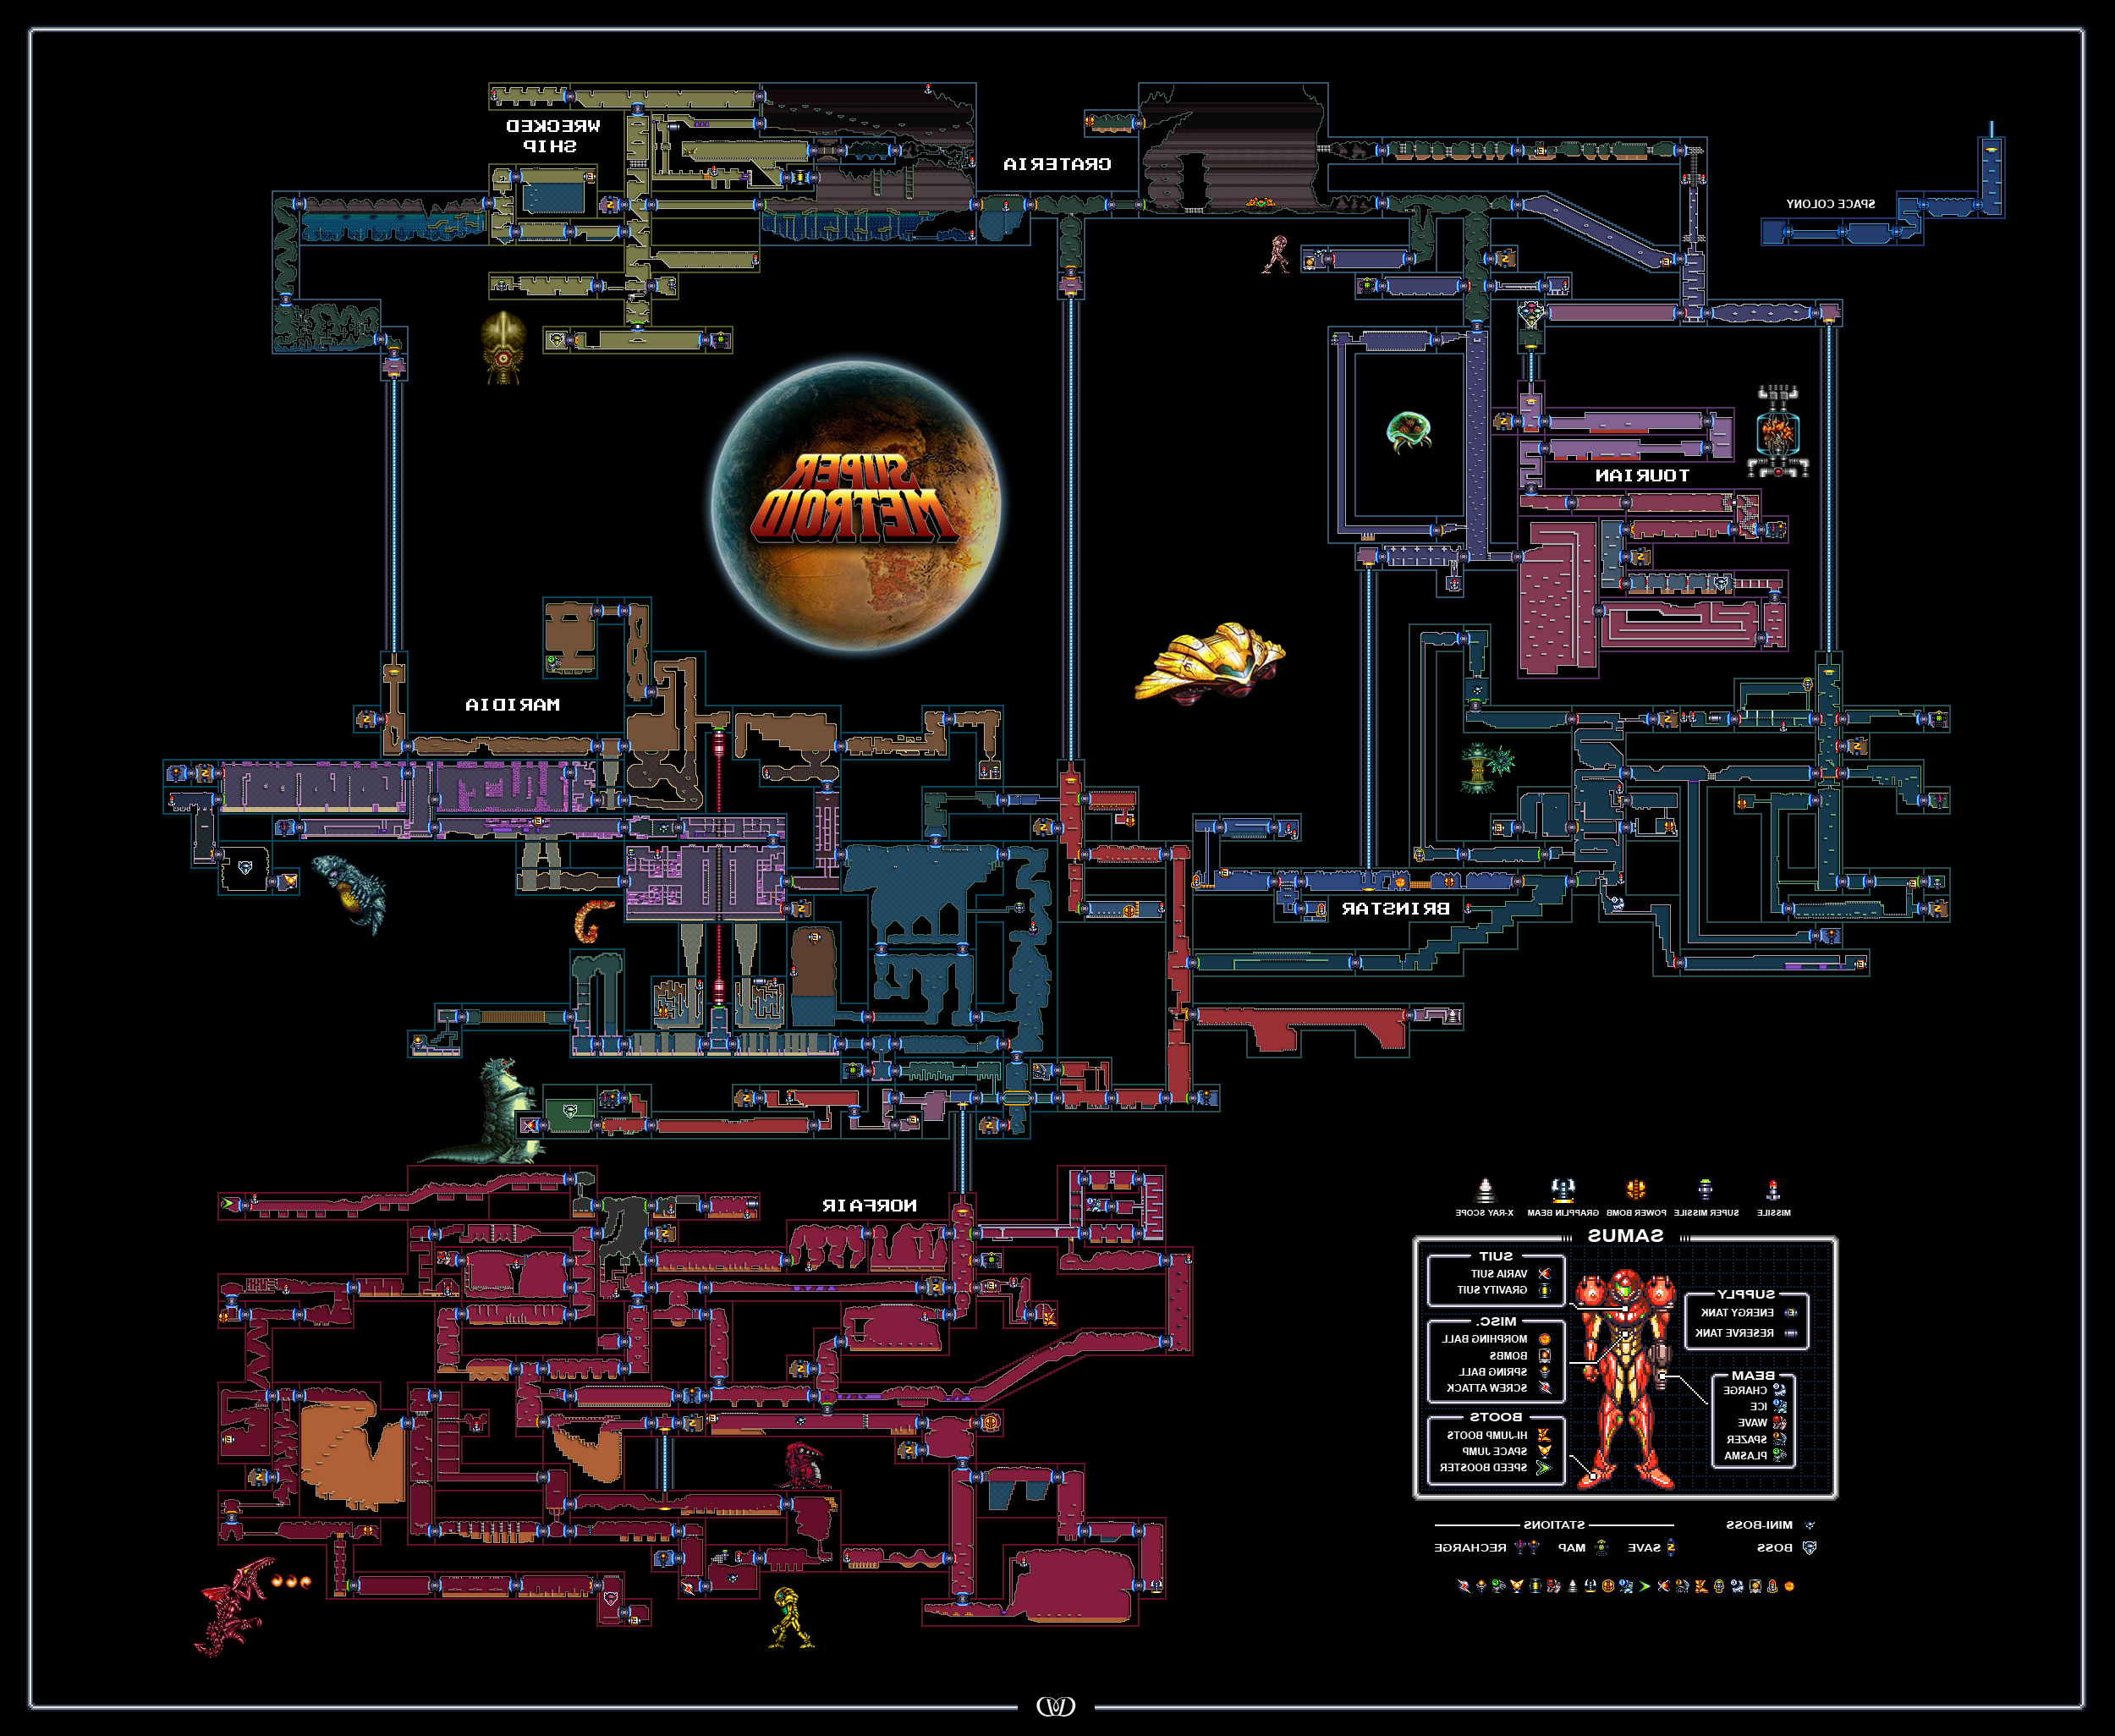 WRECKED
SHIP
CRATERIA
SPACE COLONY
SUPER
METROID
TOURIAN
MARIDIA
BRINSTAR
NORFAIR
X-RAY SCOPE GRAPPLIN BEAM POWER BOMB SUPER MISSILE MISSILE
SAMUS
SUIT
VARIA SUIT
GRAVITY SUIT
MISC.
MORPHING BALL
BOMBS
SPRING BALL
SCREW ATTACK
BOOTS
HI-JUMP BOOTS
SPACE JUMP
SPEED BOOSTER
SUPPLY
ENERGY TANK
RESERVE TANK
BEAM
CHARGE
ICE
WAVE
SPAZER
PLASMA
STATIONS
RECHARGE MAP SAVE
MINI-BOSS
BOSS